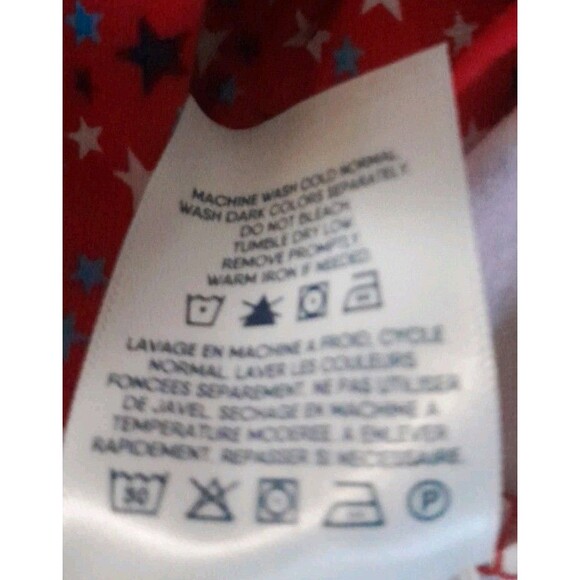 MACHINE WASH COLD NORMAL.
WASH DARK COLORS SEPARATELY.
DO NOT BLEACH.
TUMBLE DRY LOW.
REMOVE PROMPTLY.
WARM IRON IF NEEDED.
LAVAGE EN MACHINE A FROID, CYCLE
NORMAL. LAVER LES COULEURS
FONCEES SEPAREMENT. NE PAS UTILISER
DE JAVEL. SECHAGE EN MACHINE A
TEMPERATURE MODEREE. A ENLEVER
RAPIDEMENT. REPASSER SI NECESSAIRE.
30 P